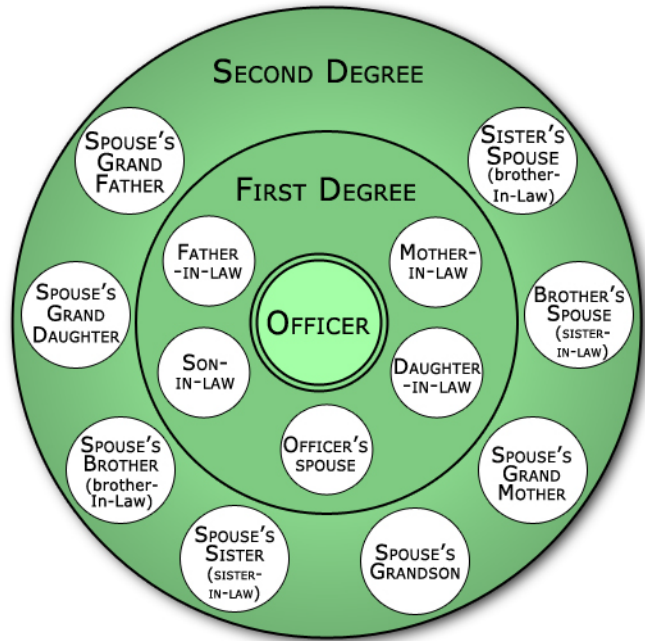 SECOND DEGREE
SPOUSE'S
GRAND
FATHER
SISTER'S
SPOUSE
(brother-
In-Law)
FIRST DEGREE
FATHER
-IN-LAW
MOTHER-
IN-LAW
OFFICER
SPOUSE'S
GRAND
DAUGHTER
BROTHER'S
SPOUSE
(SISTER-
IN-LAW)
SON-
IN-LAW
DAUGHTER
-IN-LAW
OFFICER'S
SPOUSE
SPOUSE'S
BROTHER
(brother-
In-Law)
SPOUSE'S
GRAND
MOTHER
SPOUSE'S
SISTER
(SISTER-
IN-LAW)
SPOUSE'S
GRANDSON